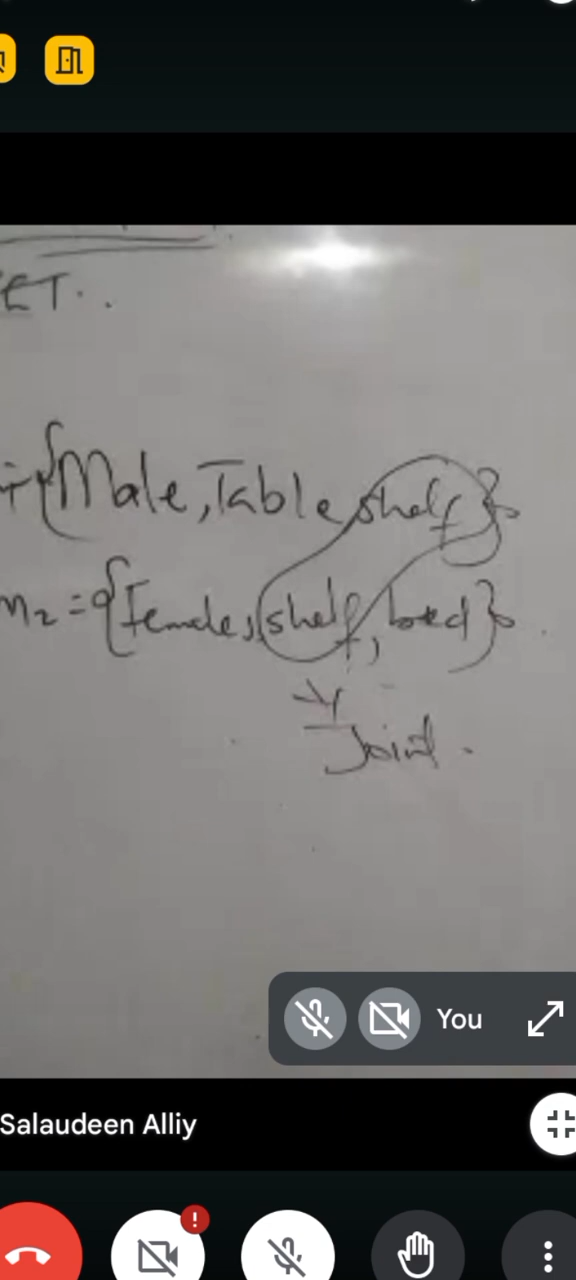 ET..
{Male, Table, shelf}
m2 = {Female, shelf, bed}
Joint.
You
Salaudeen Alliy
!